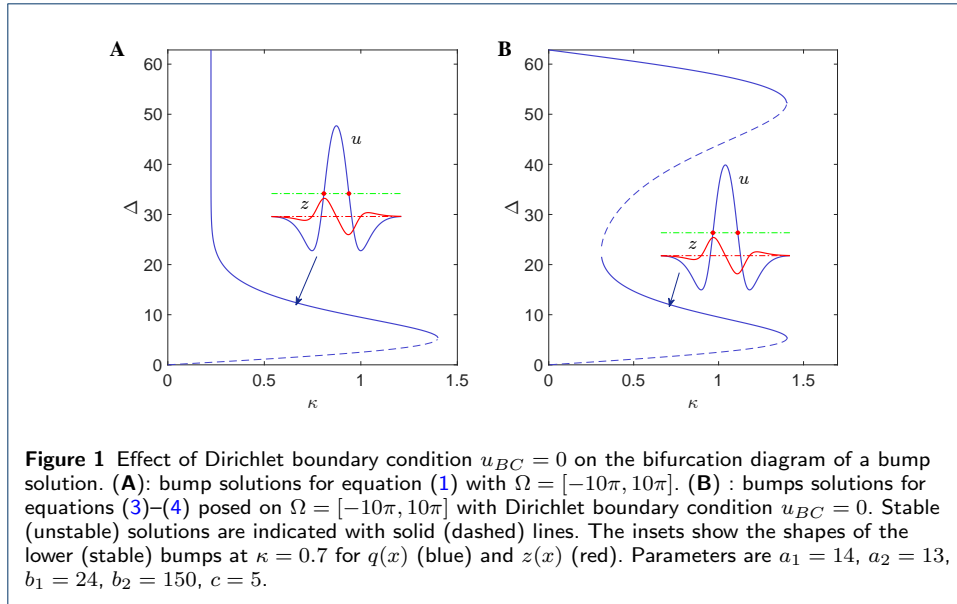 A
B
60
50
40
30
20
10
0
Δ
0
0.5
1
1.5
κ
u
z
60
50
40
30
20
10
0
Δ
0
0.5
1
1.5
κ
u
z
Figure 1 Effect of Dirichlet boundary condition u_{BC} = 0 on the bifurcation diagram of a bump
solution. (A): bump solutions for equation (1) with Ω = [−10π, 10π]. (B) : bumps solutions for
equations (3)–(4) posed on Ω = [−10π, 10π] with Dirichlet boundary condition u_{BC} = 0. Stable
(unstable) solutions are indicated with solid (dashed) lines. The insets show the shapes of the
lower (stable) bumps at κ = 0.7 for q(x) (blue) and z(x) (red). Parameters are a_1 = 14, a_2 = 13,
b_1 = 24, b_2 = 150, c = 5.